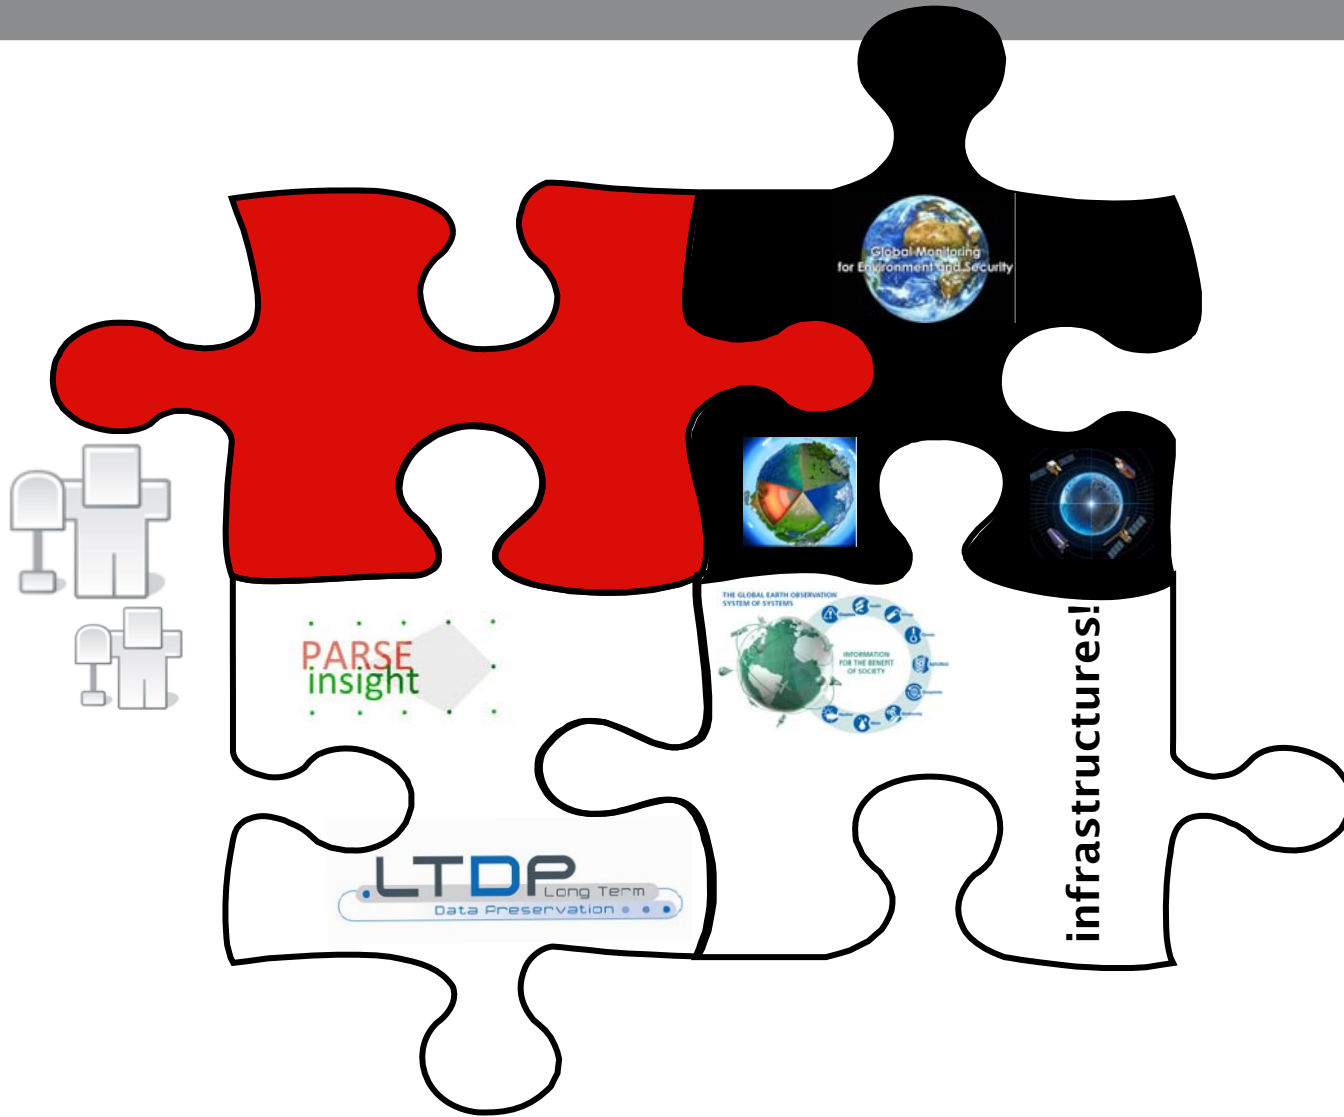 Global Monitoring
for Environment and Security
PARSE
insight
THE GLOBAL EARTH OBSERVATION
SYSTEM OF SYSTEMS
INFORMATION
FOR THE BENEFIT
OF SOCIETY
infrastructures!
LTDP
Long Term
Data Preservation